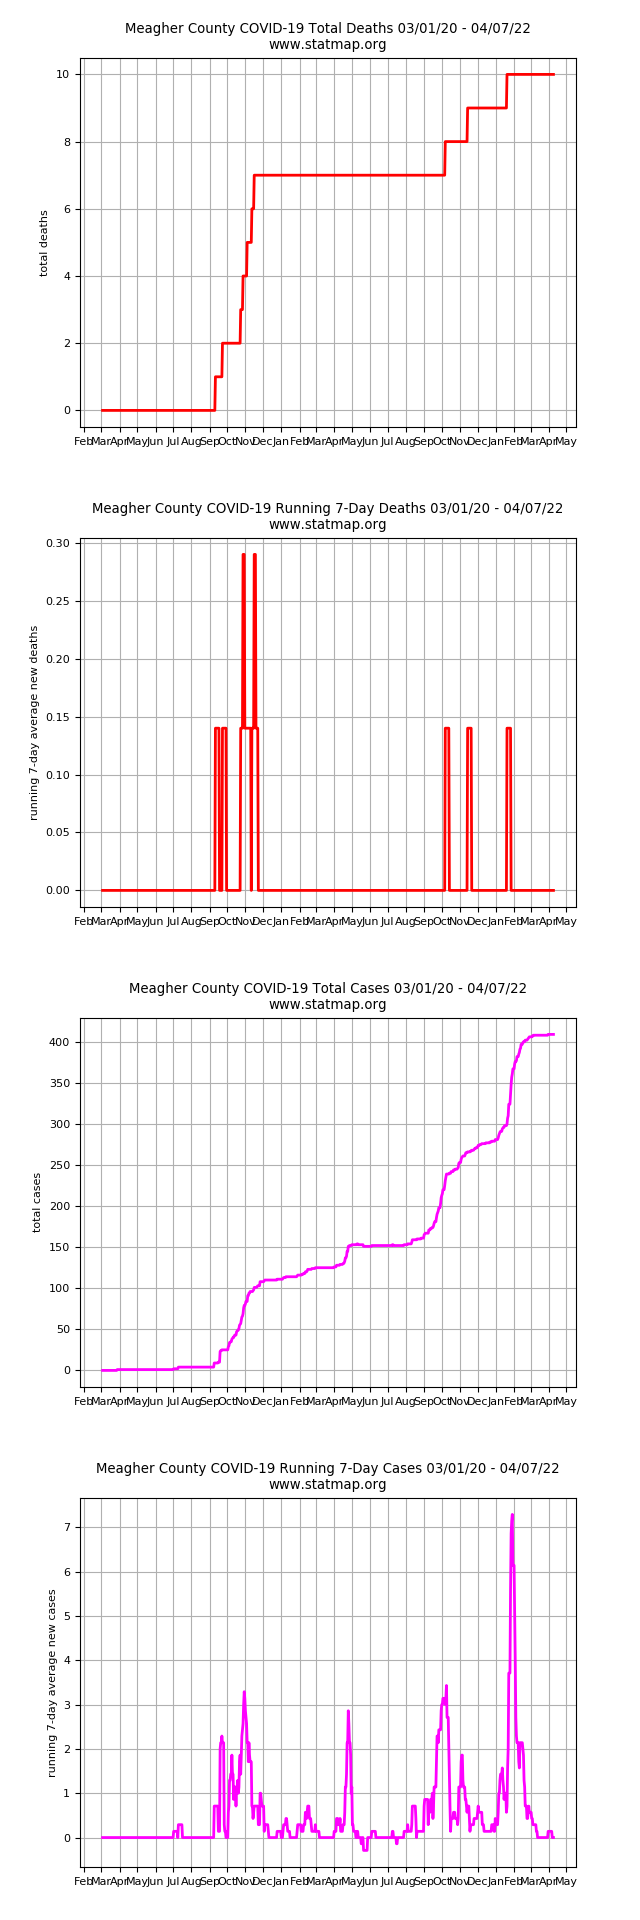 Meagher County COVID-19 Total Deaths 03/01/20 - 04/07/22
www.statmap.org
10
8
6
4
2
0
total deaths
Feb Mar Apr May Jun Jul Aug Sep Oct Nov Dec Jan Feb Mar Apr May Jun Jul Aug Sep Oct Nov Dec Jan Feb Mar Apr May
Meagher County COVID-19 Running 7-Day Deaths 03/01/20 - 04/07/22
www.statmap.org
0.30
0.25
0.20
0.15
0.10
0.05
0.00
running 7-day average new deaths
Feb Mar Apr May Jun Jul Aug Sep Oct Nov Dec Jan Feb Mar Apr May Jun Jul Aug Sep Oct Nov Dec Jan Feb Mar Apr May
Meagher County COVID-19 Total Cases 03/01/20 - 04/07/22
www.statmap.org
400
350
300
250
200
150
100
50
0
total cases
Feb Mar Apr May Jun Jul Aug Sep Oct Nov Dec Jan Feb Mar Apr May Jun Jul Aug Sep Oct Nov Dec Jan Feb Mar Apr May
Meagher County COVID-19 Running 7-Day Cases 03/01/20 - 04/07/22
www.statmap.org
7
6
5
4
3
2
1
0
running 7-day average new cases
Feb Mar Apr May Jun Jul Aug Sep Oct Nov Dec Jan Feb Mar Apr May Jun Jul Aug Sep Oct Nov Dec Jan Feb Mar Apr May